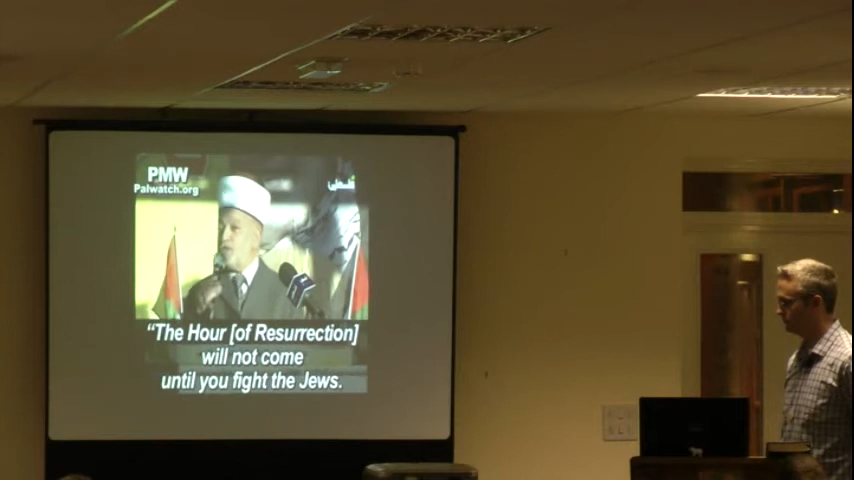 PMW
Palwatch.org
“The Hour [of Resurrection]
will not come
until you fight the Jews.